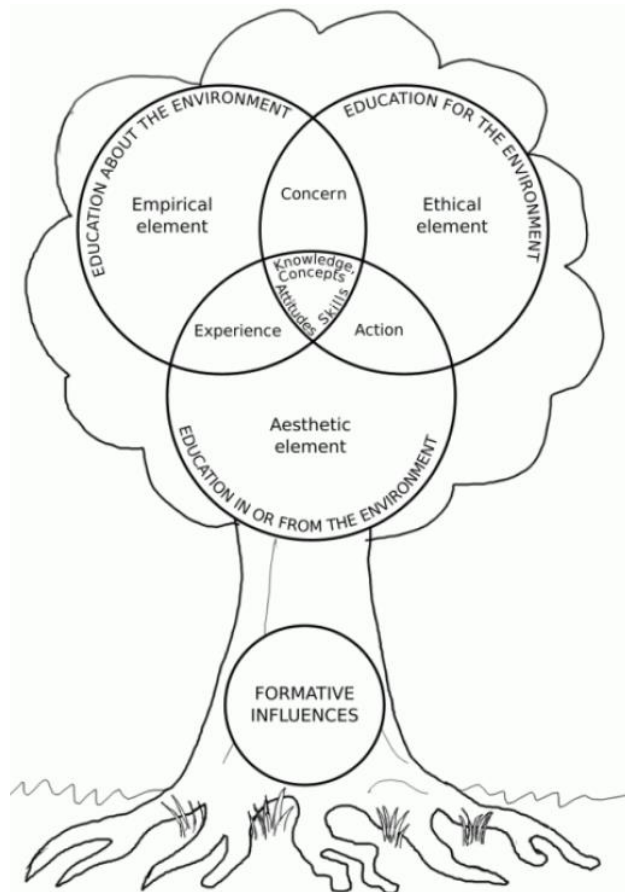 EDUCATION ABOUT THE ENVIRONMENT
EDUCATION FOR THE ENVIRONMENT
Empirical
element
Concern
Ethical
element
Knowledge,
Concepts
Attitudes
Skills
Experience
Action
Aesthetic
element
EDUCATION IN OR FROM THE ENVIRONMENT
FORMATIVE
INFLUENCES